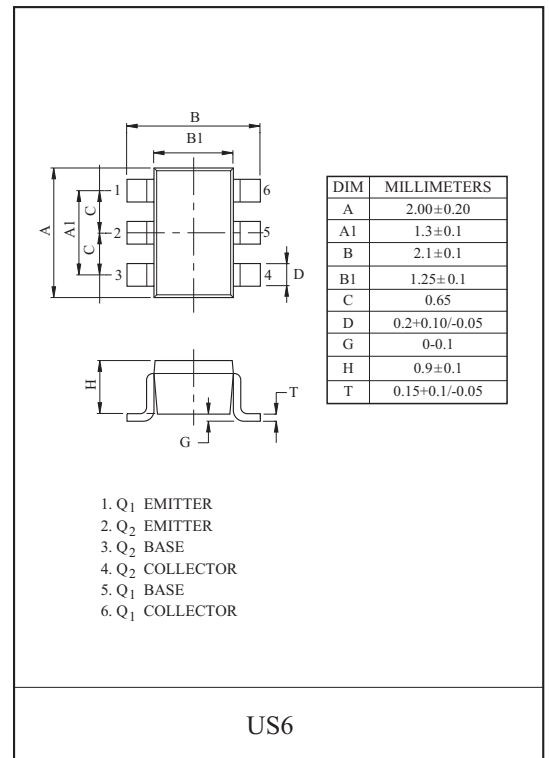 B
B1
1 6
A A1 C
2 5
C
3 4 D
H T
G
DIM MILLIMETERS
A 2.00±0.20
A1 1.3±0.1
B 2.1±0.1
B1 1.25±0.1
C 0.65
D 0.2+0.10/-0.05
G 0-0.1
H 0.9±0.1
T 0.15+0.1/-0.05
1. Q1 EMITTER
2. Q2 EMITTER
3. Q2 BASE
4. Q2 COLLECTOR
5. Q1 BASE
6. Q1 COLLECTOR
US6